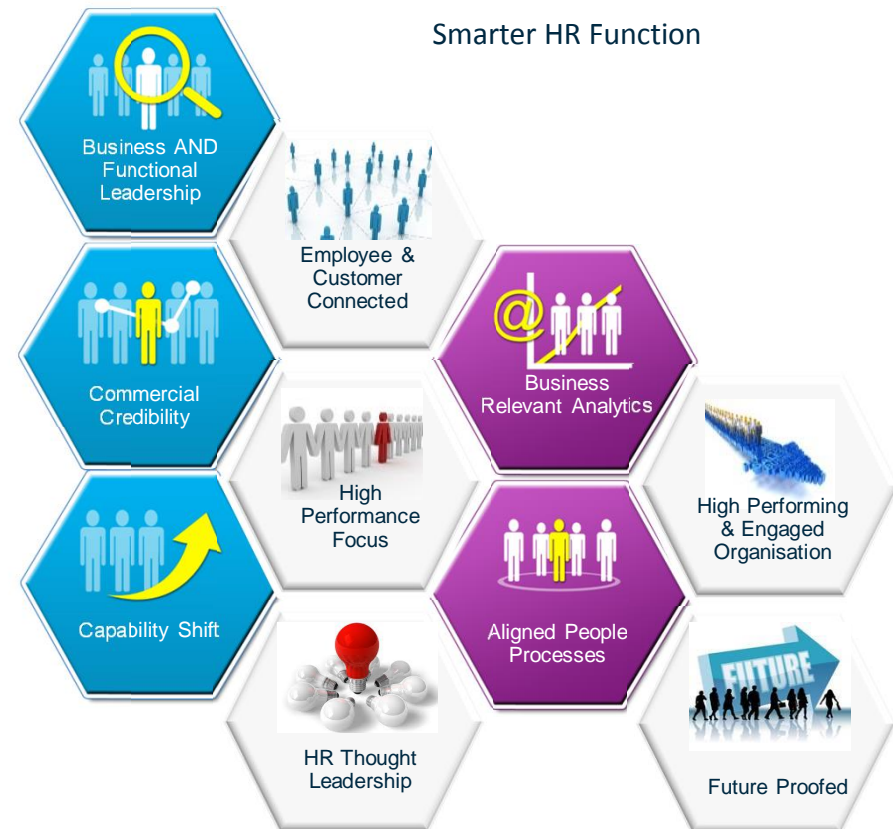 Smarter HR Function
Business AND
Functional
Leadership
Employee &
Customer
Connected
Commercial
Credibility
@
Business
Relevant Analytics
High
Performance
Focus
High Performing
& Engaged
Organisation
Capability Shift
Aligned People
Processes
HR Thought
Leadership
FUTURE
Future Proofed